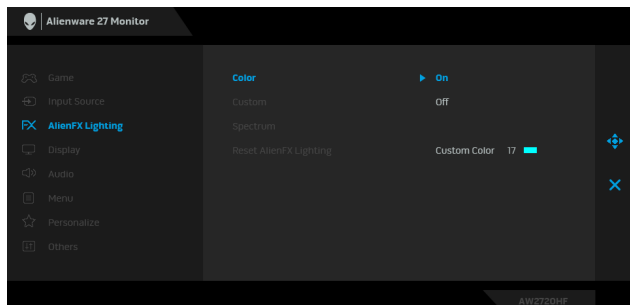 Alienware 27 Monitor
Game
Color
On
Input Source
Custom
Off
AlienFX Lighting
Spectrum
Display
Reset AlienFX Lighting
Custom Color 17
Audio
Menu
Personalize
Others
AW2720HF